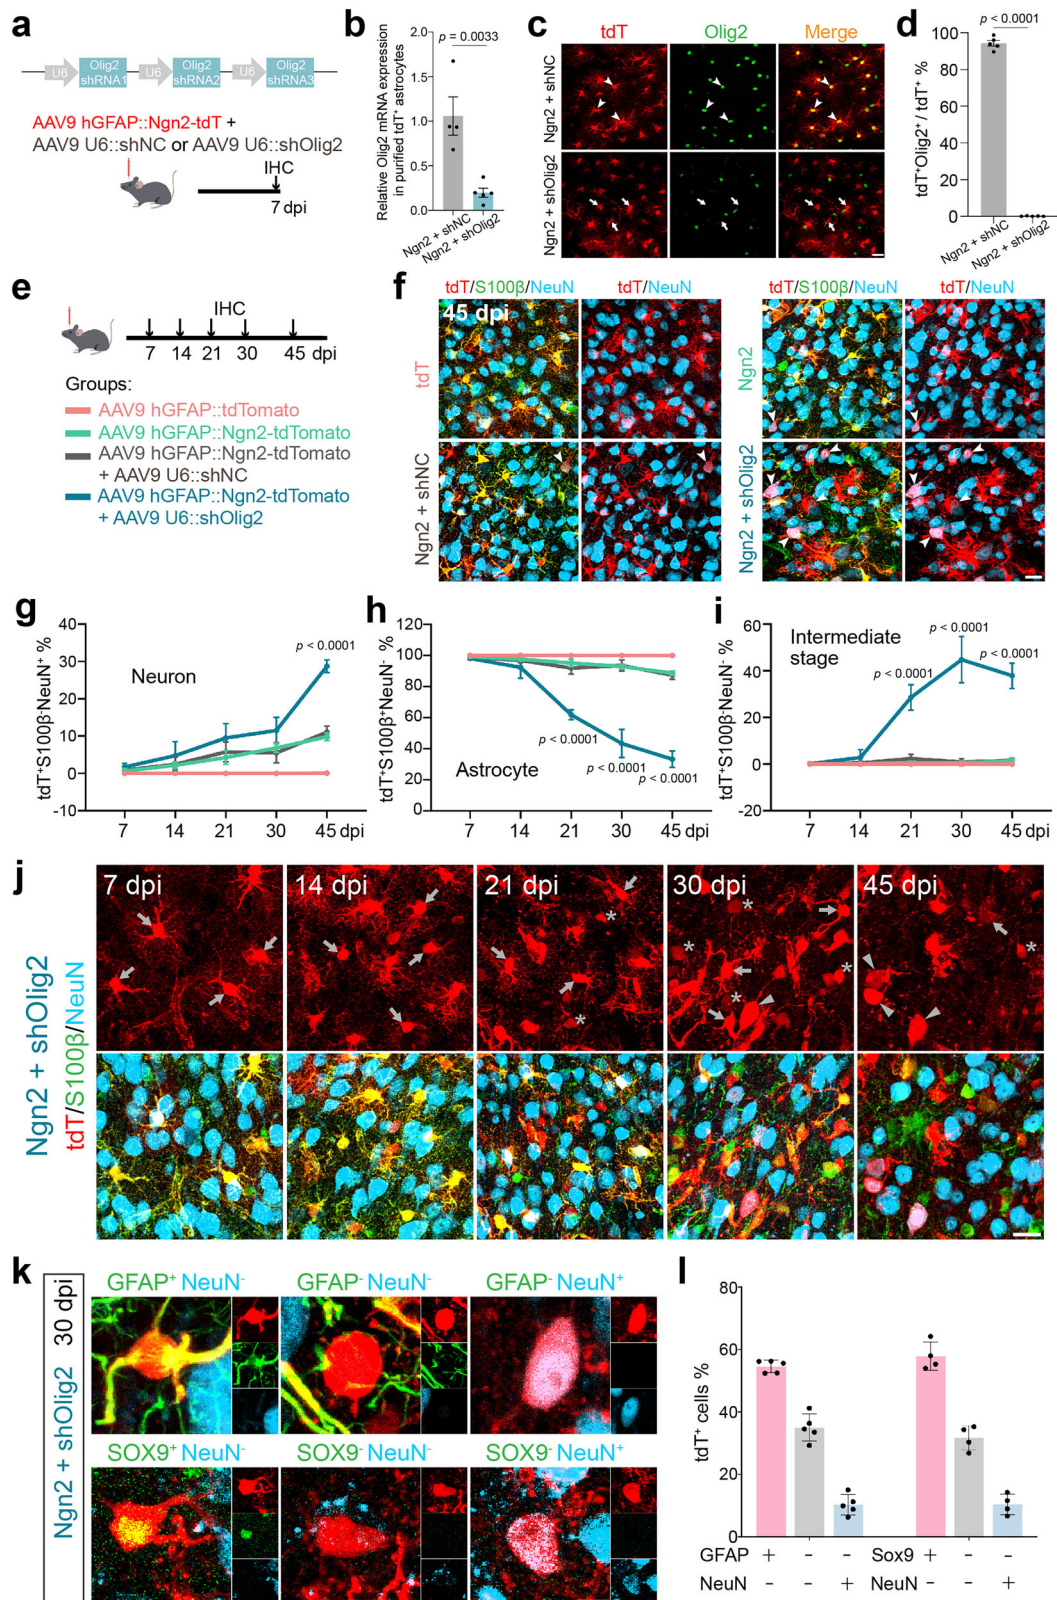 a
U6
Olig2
shRNA1
U6
Olig2
shRNA2
U6
Olig2
shRNA3
AAV9 hGFAP::Ngn2-tdT +
AAV9 U6::shNC or AAV9 U6::shOlig2
IHC
7 dpi
b
Relative Olig2 mRNA expression
in purified tdT⁺ astrocytes
p = 0.0033
2.0
1.5
1.0
0.5
0.0
Ngn2 + shNC
Ngn2 + shOlig2
c
tdT
Olig2
Merge
Ngn2 + shNC
Ngn2 + shOlig2
d
p < 0.0001
tdT⁺Olig2⁺ / tdT⁺ %
100
80
60
40
20
0
Ngn2 + shNC
Ngn2 + shOlig2
e
IHC
7 14 21 30 45 dpi
Groups:
AAV9 hGFAP::tdTomato
AAV9 hGFAP::Ngn2-tdTomato
AAV9 hGFAP::Ngn2-tdTomato
+ AAV9 U6::shNC
AAV9 hGFAP::Ngn2-tdTomato
+ AAV9 U6::shOlig2
f
tdT/S100β/NeuN
tdT/NeuN
tdT/S100β/NeuN
tdT/NeuN
45 dpi
tdT
Ngn2
Ngn2 + shNC
Ngn2 + shOlig2
g
tdT⁺S100β⁻NeuN⁺ %
40
30
20
10
0
-10
Neuron
p < 0.0001
7 14 21 30 45 dpi
h
tdT⁺S100β⁺NeuN⁻ %
120
100
80
60
40
20
0
Astrocyte
p < 0.0001
p < 0.0001
p < 0.0001
7 14 21 30 45 dpi
i
tdT⁺S100β⁻NeuN⁻ %
60
40
20
0
-20
Intermediate
stage
p < 0.0001
p < 0.0001
p < 0.0001
7 14 21 30 45 dpi
j
Ngn2 + shOlig2
tdT/S100β/NeuN
7 dpi
14 dpi
21 dpi
30 dpi
45 dpi
k
Ngn2 + shOlig2 30 dpi
GFAP⁺ NeuN⁻
GFAP⁻ NeuN⁻
GFAP⁻ NeuN⁺
SOX9⁺ NeuN⁻
SOX9⁻ NeuN⁻
SOX9⁻ NeuN⁺
l
tdT⁺ cells %
80
60
40
20
0
GFAP + - - Sox9 + - -
NeuN - - + NeuN - - +